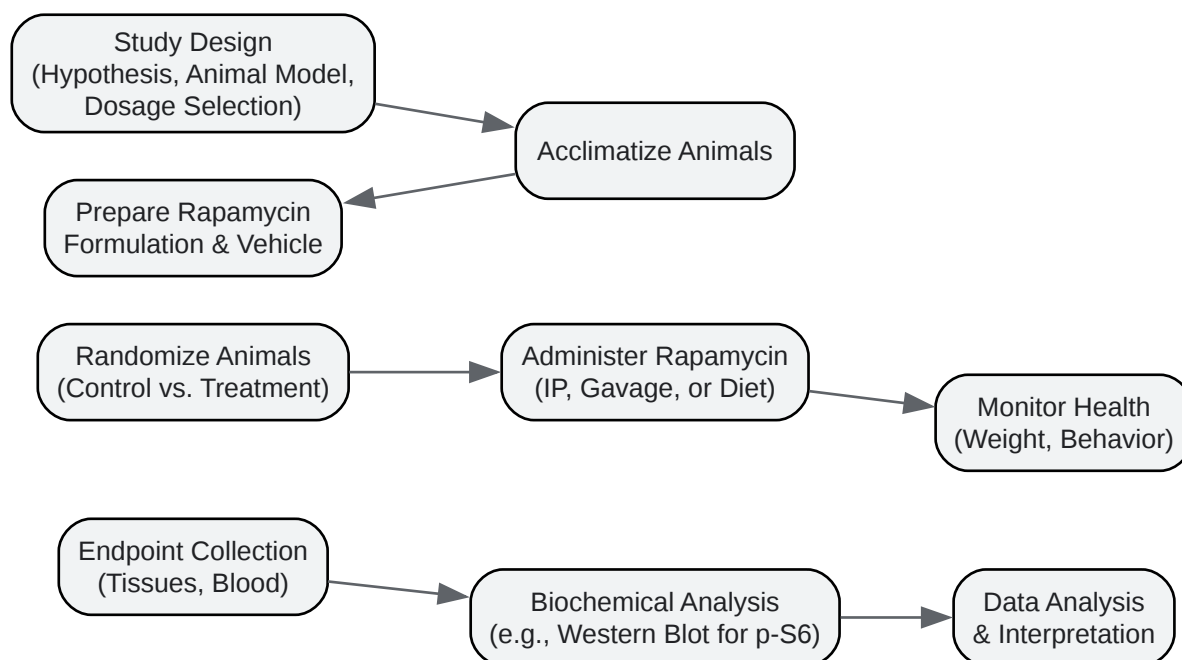 Study Design
(Hypothesis, Animal Model,
Dosage Selection)
Acclimatize Animals
Prepare Rapamycin
Formulation & Vehicle
Randomize Animals
(Control vs. Treatment)
Administer Rapamycin
(IP, Gavage, or Diet)
Monitor Health
(Weight, Behavior)
Endpoint Collection
(Tissues, Blood)
Biochemical Analysis
(e.g., Western Blot for p-S6)
Data Analysis
& Interpretation